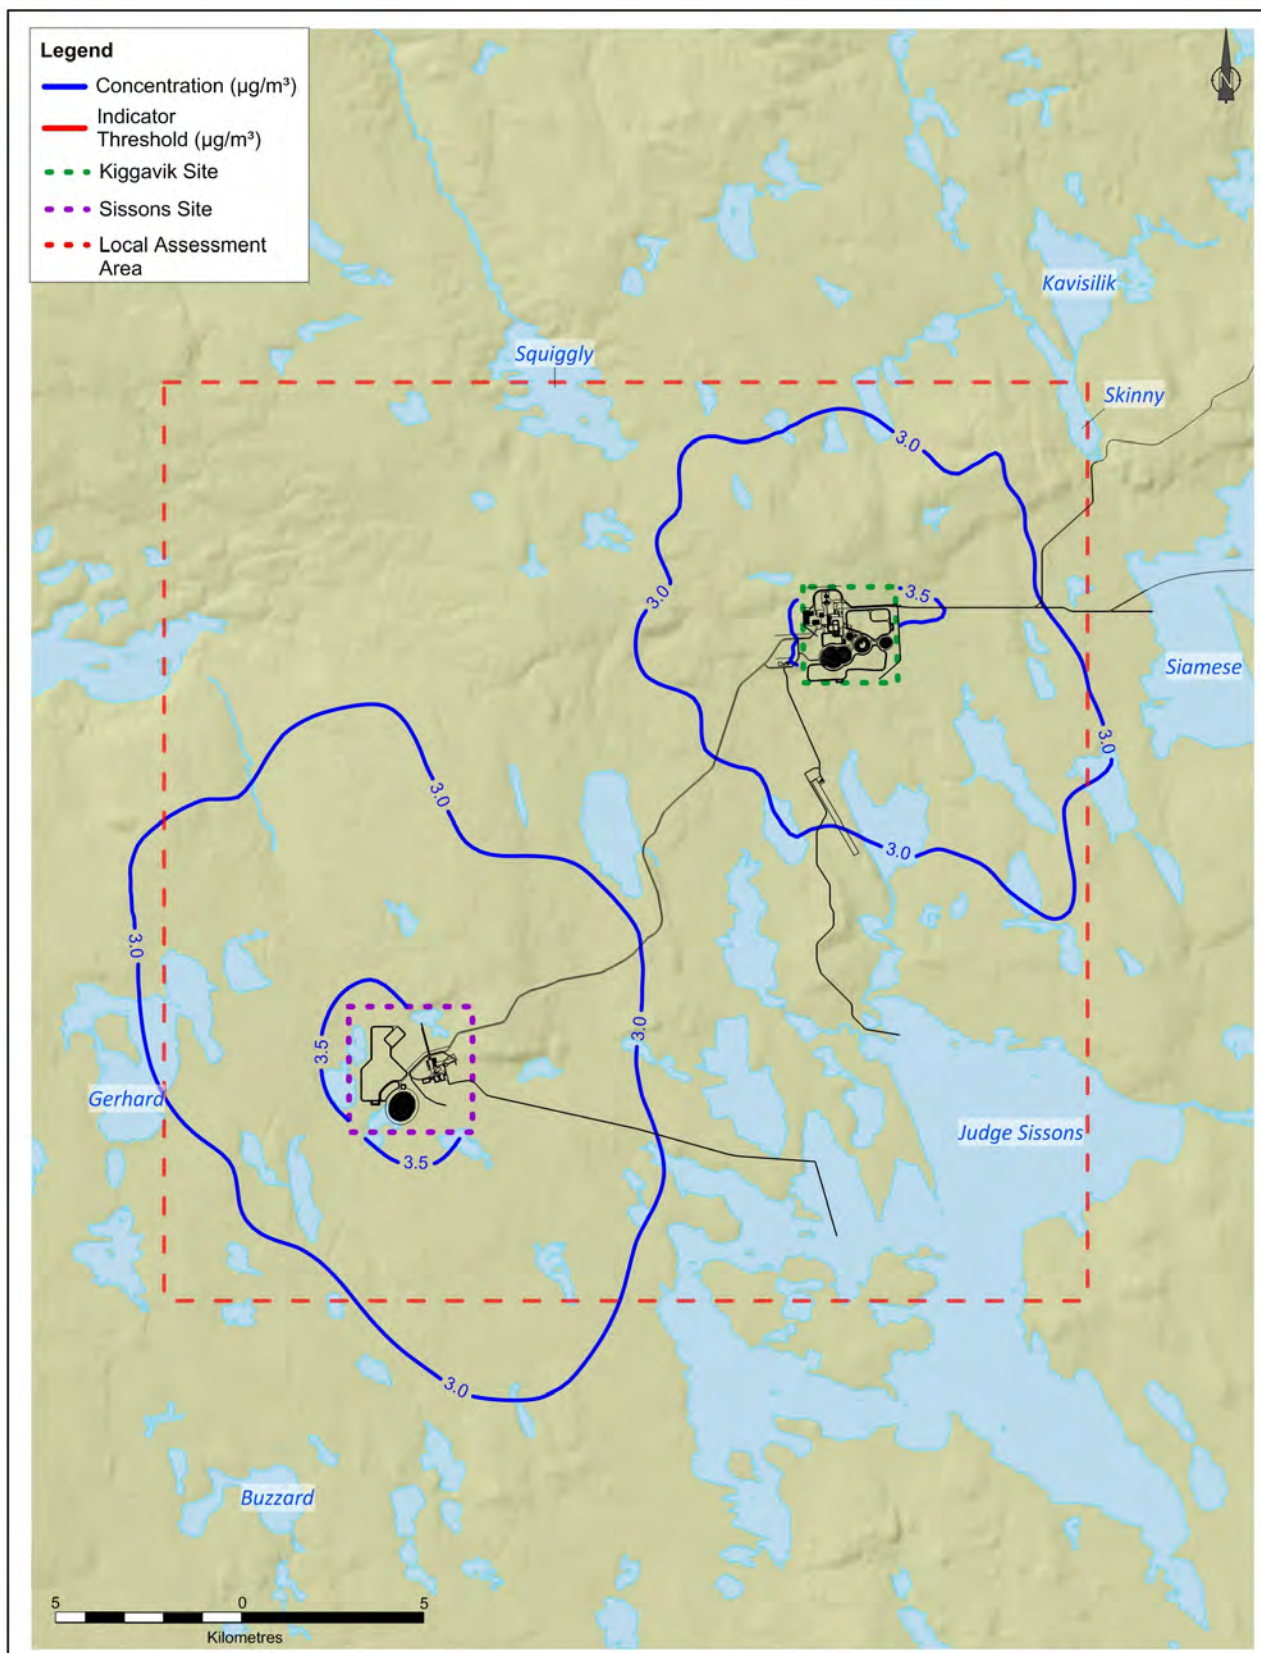 Legend
Concentration (µg/m³)
Indicator
Threshold (µg/m³)
Kiggavik Site
Sissons Site
Local Assessment
Area
N
Kavisilik
Squiggly
Skinny
3.0
3.0
3.5
Siamese
3.0
3.0
3.0
3.0
3.0
3.5
Gerhard
Judge Sissons
3.5
3.0
Buzzard
5 0 5
Kilometres